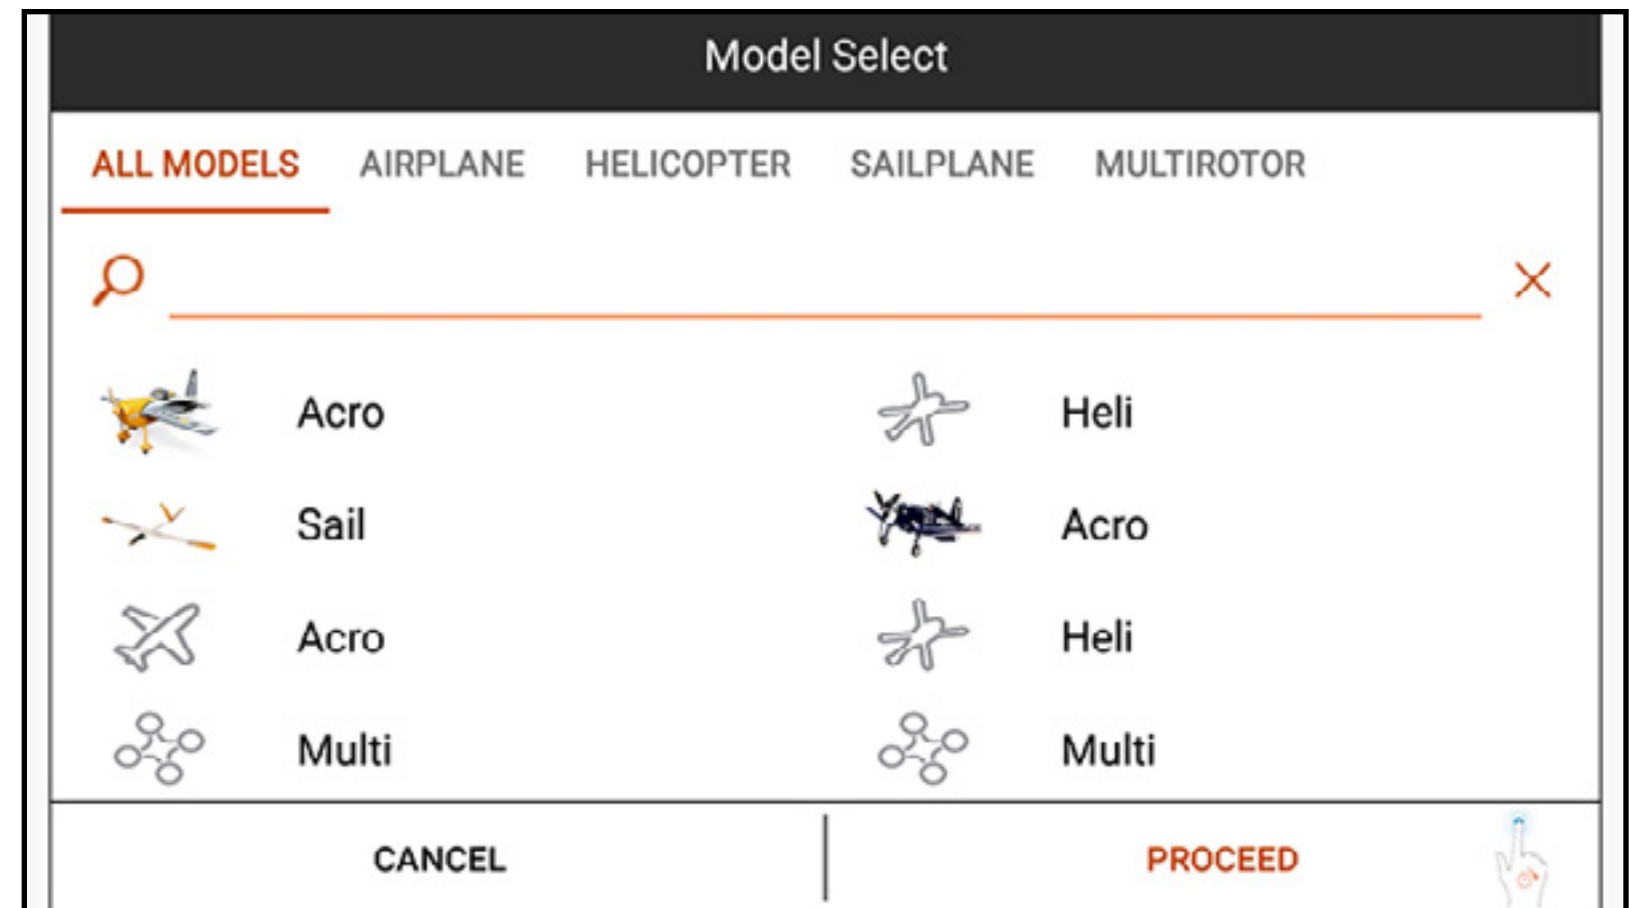 Model Select
ALL MODELS AIRPLANE HELICOPTER SAILPLANE MULTIROTOR
Acro Heli
Sail Acro
Acro Heli
Multi Multi
CANCEL PROCEED